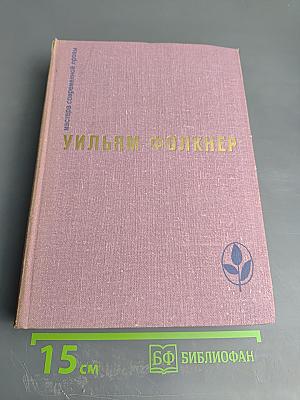 мастера современной прозы
УИЛЬЯМ ФОЛКНЕР
15 см
БФ БИБЛИОФАН